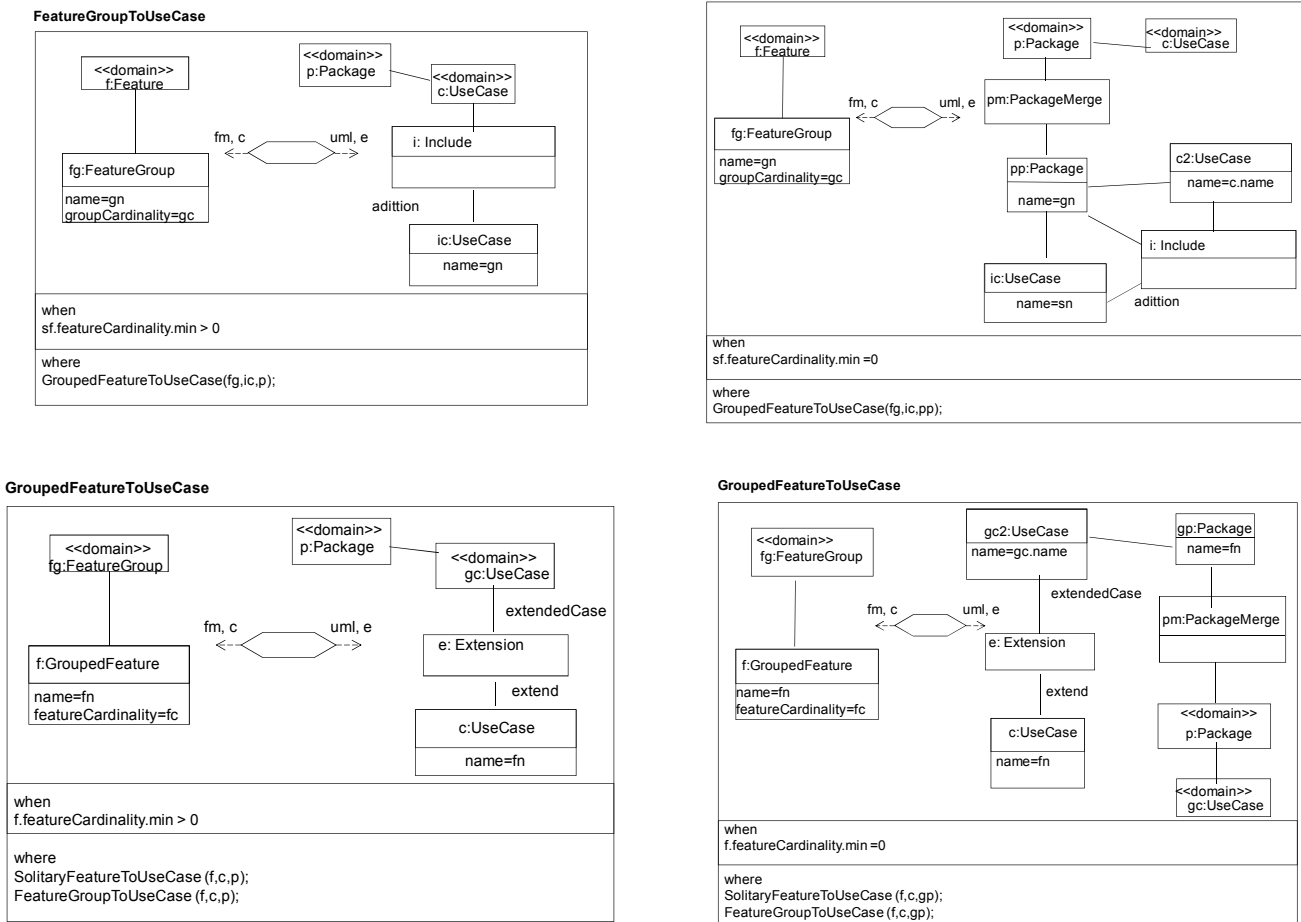 FeatureGroupToUseCase
<<domain>>
f:Feature
<<domain>>
p:Package
<<domain>>
c:UseCase
fm, c
uml, e
i: Include
fg:FeatureGroup
name=gn
groupCardinality=gc
adittion
ic:UseCase
name=gn
when
sf.featureCardinality.min > 0
where
GroupedFeatureToUseCase(fg,ic,p);
<<domain>>
f:Feature
<<domain>>
p:Package
<<domain>>
c:UseCase
fm, c
uml, e
pm:PackageMerge
fg:FeatureGroup
name=gn
groupCardinality=gc
pp:Package
name=gn
c2:UseCase
name=c.name
i: Include
ic:UseCase
name=sn
adittion
when
sf.featureCardinality.min =0
where
GroupedFeatureToUseCase(fg,ic,pp);
GroupedFeatureToUseCase
<<domain>>
fg:FeatureGroup
<<domain>>
p:Package
<<domain>>
gc:UseCase
extendedCase
fm, c
uml, e
e: Extension
f:GroupedFeature
name=fn
featureCardinality=fc
extend
c:UseCase
name=fn
when
f.featureCardinality.min > 0
where
SolitaryFeatureToUseCase (f,c,p);
FeatureGroupToUseCase (f,c,p);
GroupedFeatureToUseCase
<<domain>>
fg:FeatureGroup
gc2:UseCase
name=gc.name
gp:Package
name=fn
extendedCase
fm, c
uml, e
pm:PackageMerge
e: Extension
f:GroupedFeature
name=fn
featureCardinality=fc
extend
c:UseCase
name=fn
<<domain>>
p:Package
<<domain>>
gc:UseCase
when
f.featureCardinality.min =0
where
SolitaryFeatureToUseCase (f,c,gp);
FeatureGroupToUseCase (f,c,gp);